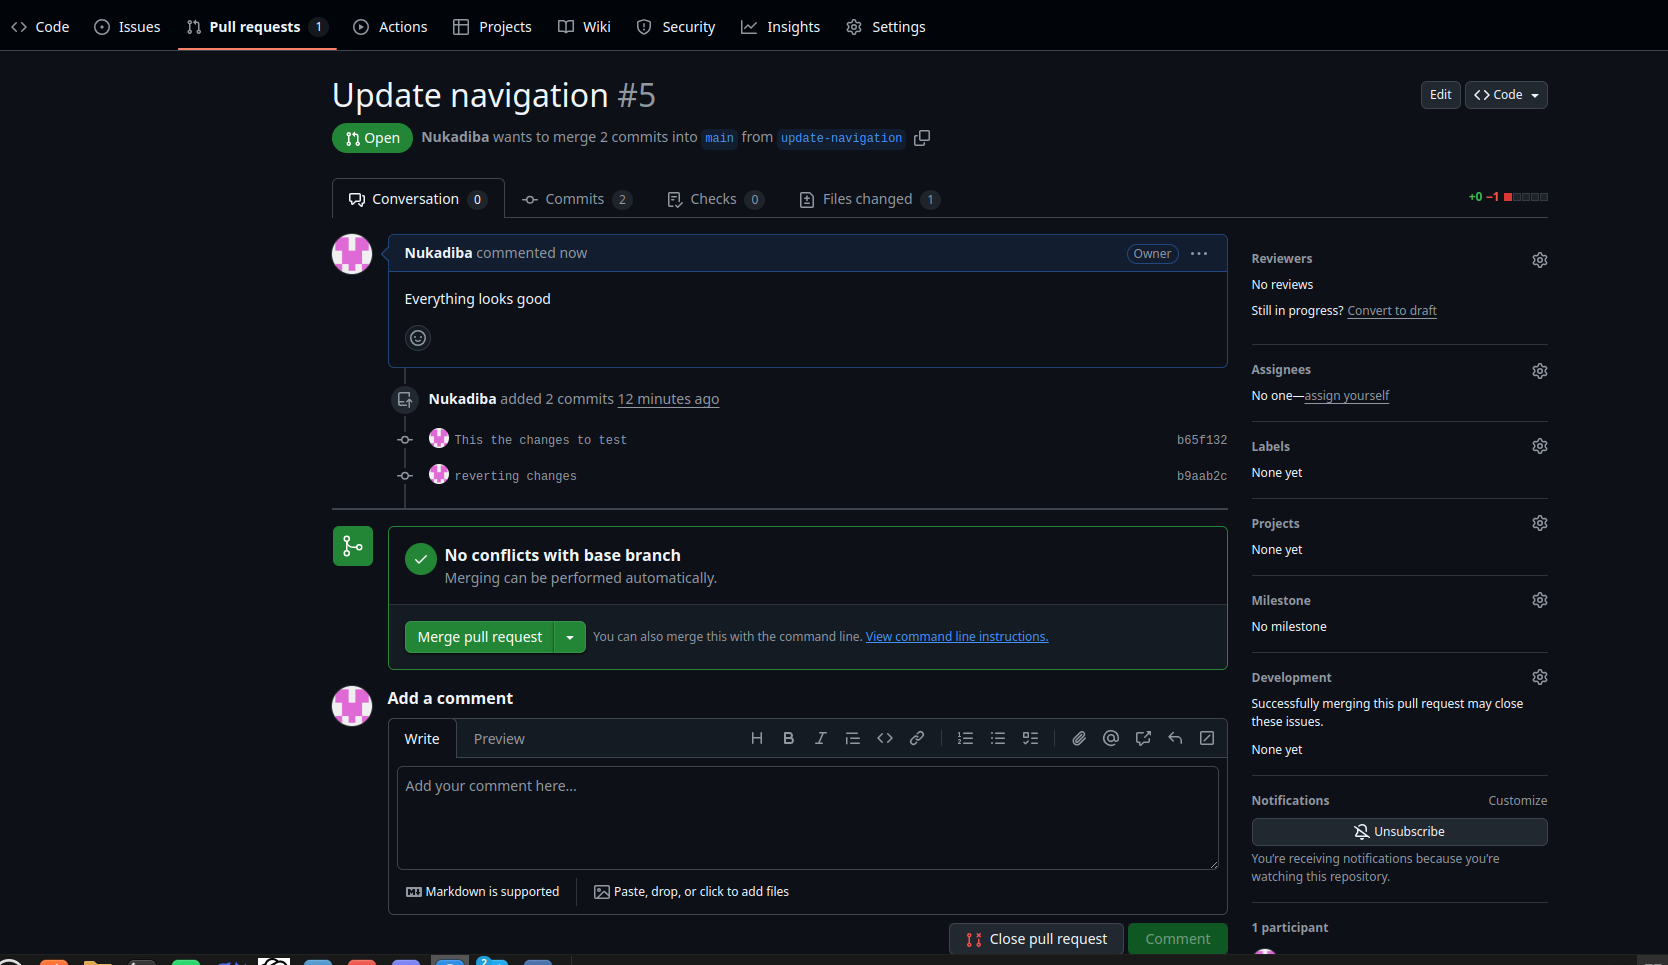 Code Issues Pull requests 1 Actions Projects Wiki Security Insights Settings
Update navigation #5
Edit Code
Open Nukadiba wants to merge 2 commits into main from update-navigation
Conversation 0 Commits 2 Checks 0 Files changed 1 +0 −1
Nukadiba commented now Owner
Everything looks good
Nukadiba added 2 commits 12 minutes ago
This the changes to test b65f132
reverting changes b9aab2c
No conflicts with base branch
Merging can be performed automatically.
Merge pull request You can also merge this with the command line. View command line instructions.
Add a comment
Write Preview
Add your comment here...
Markdown is supported Paste, drop, or click to add files
Close pull request Comment
Reviewers
No reviews
Still in progress? Convert to draft
Assignees
No one—assign yourself
Labels
None yet
Projects
None yet
Milestone
No milestone
Development
Successfully merging this pull request may close
these issues.
None yet
Notifications Customize
Unsubscribe
You’re receiving notifications because you’re
watching this repository.
1 participant
2